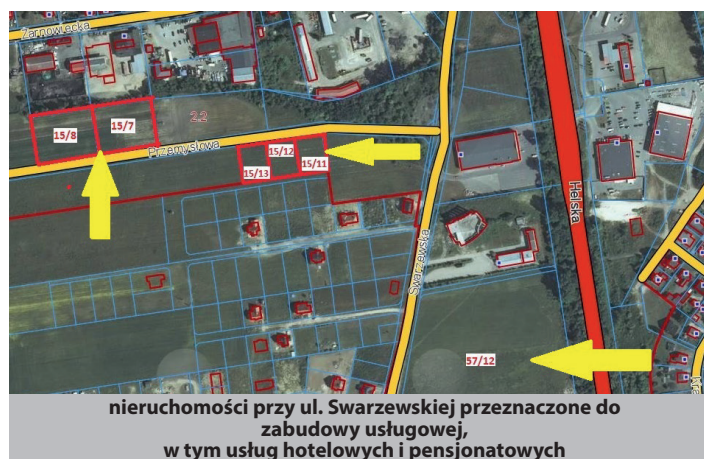 Żarnowiecka
2.2
15/8
15/7
Przemysłowa
15/13
15/12
15/11
Swarzewska
Helska
57/12
nieruchomości przy ul. Swarzewskiej przeznaczone do
zabudowy usługowej,
w tym usług hotelowych i pensjonatowych